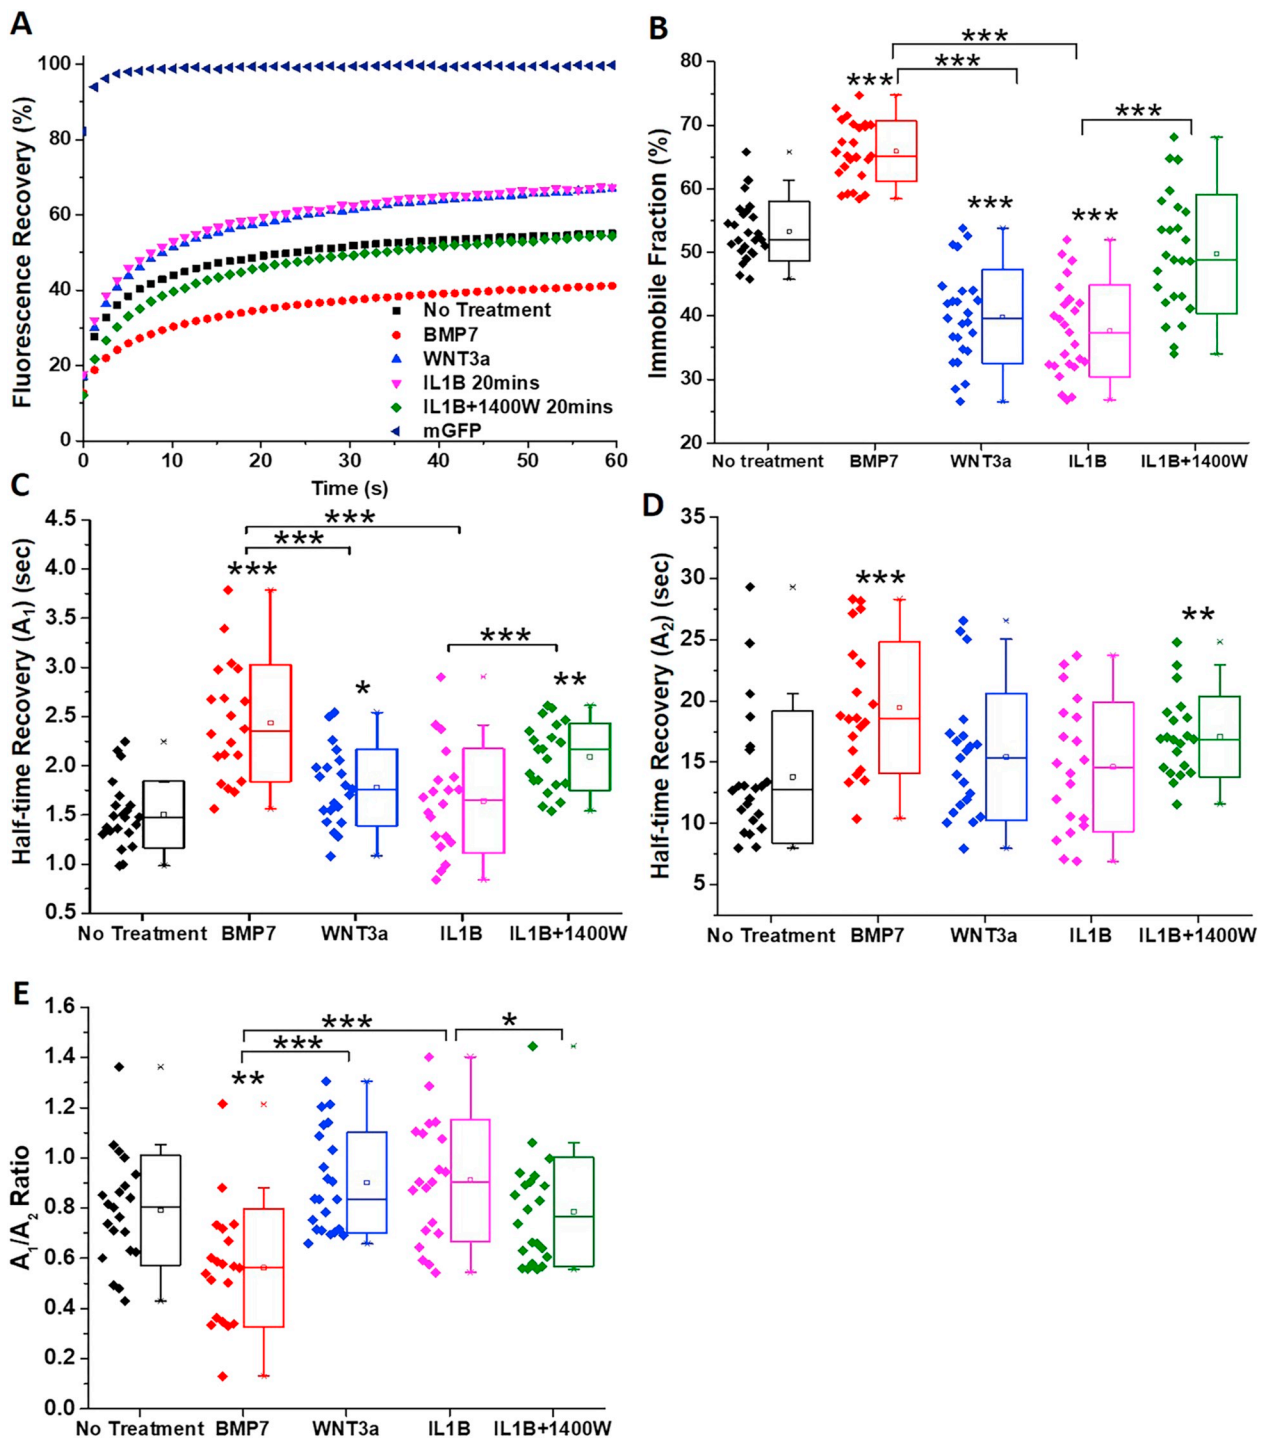 A
Fluorescence Recovery (%)
100
80
60
40
20
0
No Treatment
BMP7
WNT3a
IL1B 20mins
IL1B+1400W 20mins
mGFP
0 10 20 30 40 50 60
Time (s)
B
Immobile Fraction (%)
80
70
60
50
40
30
20
***
***
***
***
***
***
No treatment BMP7 WNT3a IL1B IL1B+1400W
C
Half-time Recovery (A₁) (sec)
4.5
4.0
3.5
3.0
2.5
2.0
1.5
1.0
0.5
***
***
***
***
**
*
No Treatment BMP7 WNT3a IL1B IL1B+1400W
D
Half-time Recovery (A₂) (sec)
35
30
25
20
15
10
5
***
**
No Treatment BMP7 WNT3a IL1B IL1B+1400W
E
A₁/A₂ Ratio
1.6
1.4
1.2
1.0
0.8
0.6
0.4
0.2
0.0
*** *
***
**
No Treatment BMP7 WNT3a IL1B IL1B+1400W